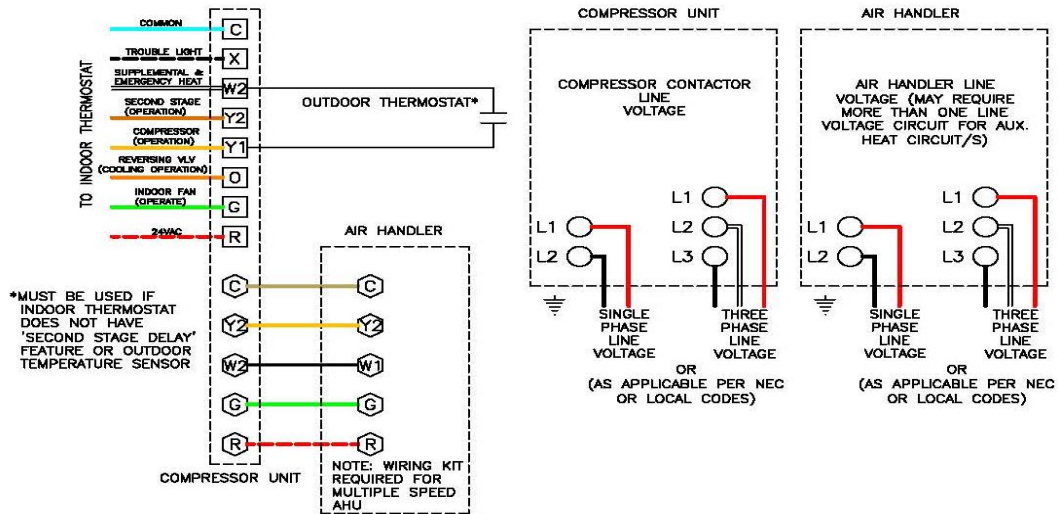 COMMON
C
TROUBLE LIGHT
X
SUPPLEMENTAL &
EMERGENCY HEAT
W2
SECOND STAGE
(OPERATION)
Y2
COMPRESSOR
(OPERATION)
Y1
REVERSING VLV
(COOLING OPERATION)
O
INDOOR FAN
(OPERATE)
G
24VAC
R
TO INDOOR THERMOSTAT
OUTDOOR THERMOSTAT*
AIR HANDLER
C
C
Y2
Y2
W2
W1
G
G
R
R
*MUST BE USED IF
INDOOR THERMOSTAT
DOES NOT HAVE
'SECOND STAGE DELAY'
FEATURE OR OUTDOOR
TEMPERATURE SENSOR
COMPRESSOR UNIT
NOTE: WIRING KIT
REQUIRED FOR
MULTIPLE SPEED
AHU
COMPRESSOR UNIT
COMPRESSOR CONTACTOR
LINE
VOLTAGE
L1
L2
L1
L2
L3
SINGLE
PHASE
LINE
VOLTAGE
THREE
PHASE
LINE
VOLTAGE
OR
(AS APPLICABLE PER NEC
OR LOCAL CODES)
AIR HANDLER
AIR HANDLER LINE
VOLTAGE (MAY REQUIRE
MORE THAN ONE LINE
VOLTAGE CIRCUIT FOR AUX.
HEAT CIRCUIT/S)
L1
L2
L1
L2
L3
SINGLE
PHASE
LINE
VOLTAGE
THREE
PHASE
LINE
VOLTAGE
OR
(AS APPLICABLE PER NEC
OR LOCAL CODES)